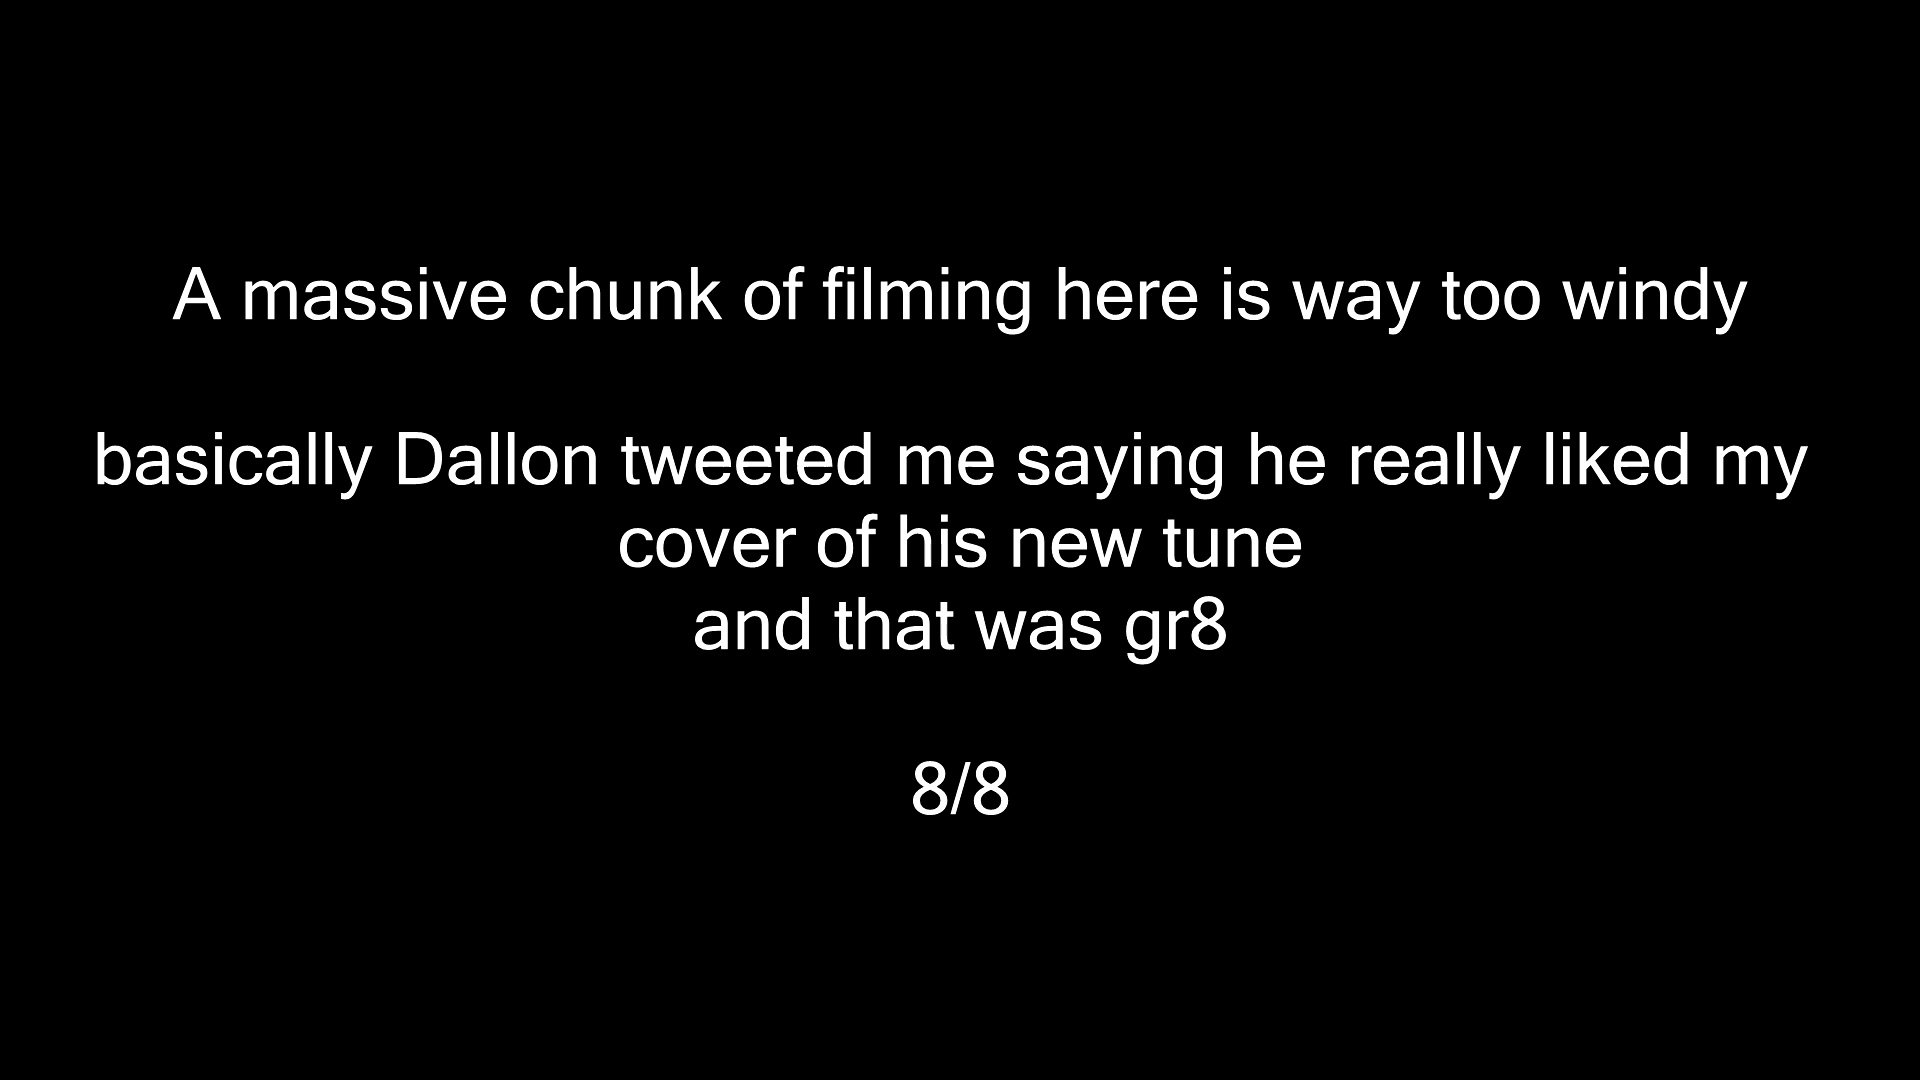 A massive chunk of filming here is way too windy
basically Dallon tweeted me saying he really liked my
cover of his new tune
and that was gr8
8/8